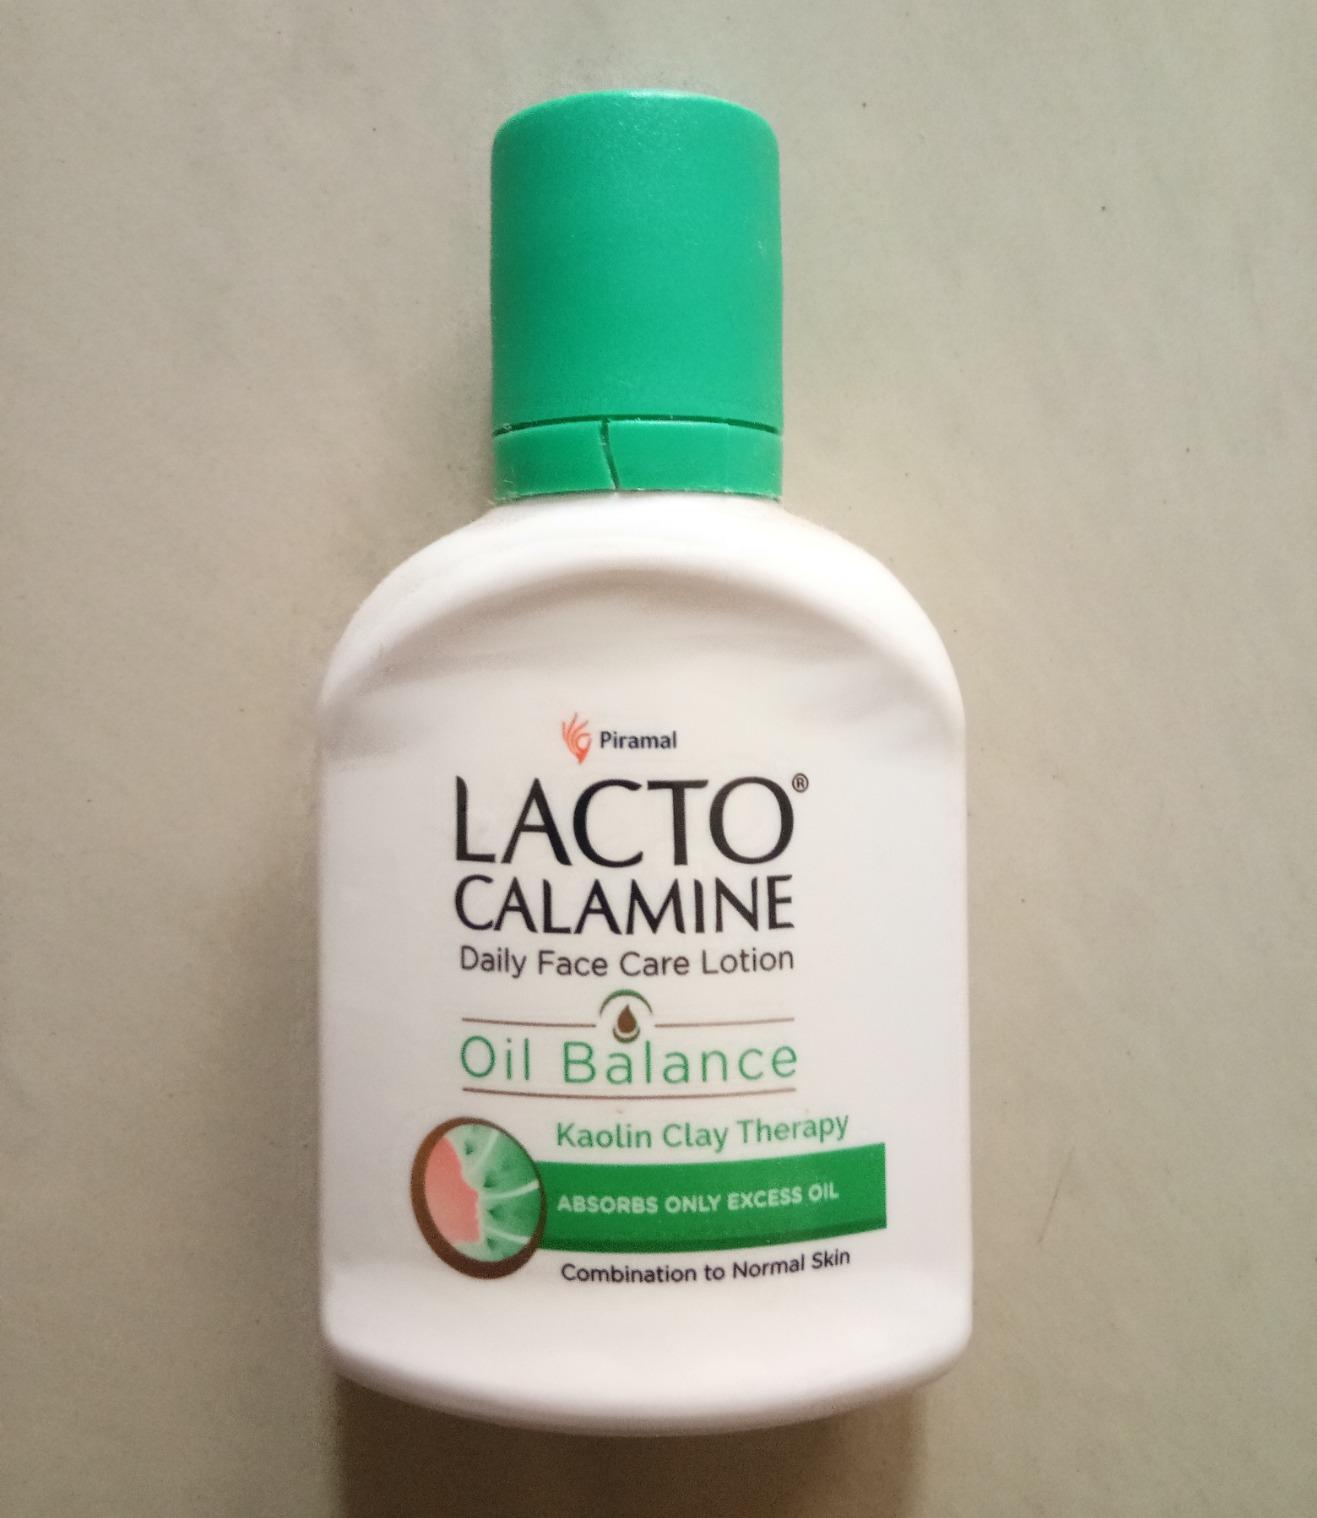 Piramal
LACTO®
CALAMINE
Daily Face Care Lotion
Oil Balance
Kaolin Clay Therapy
ABSORBS ONLY EXCESS OIL
Combination to Normal Skin